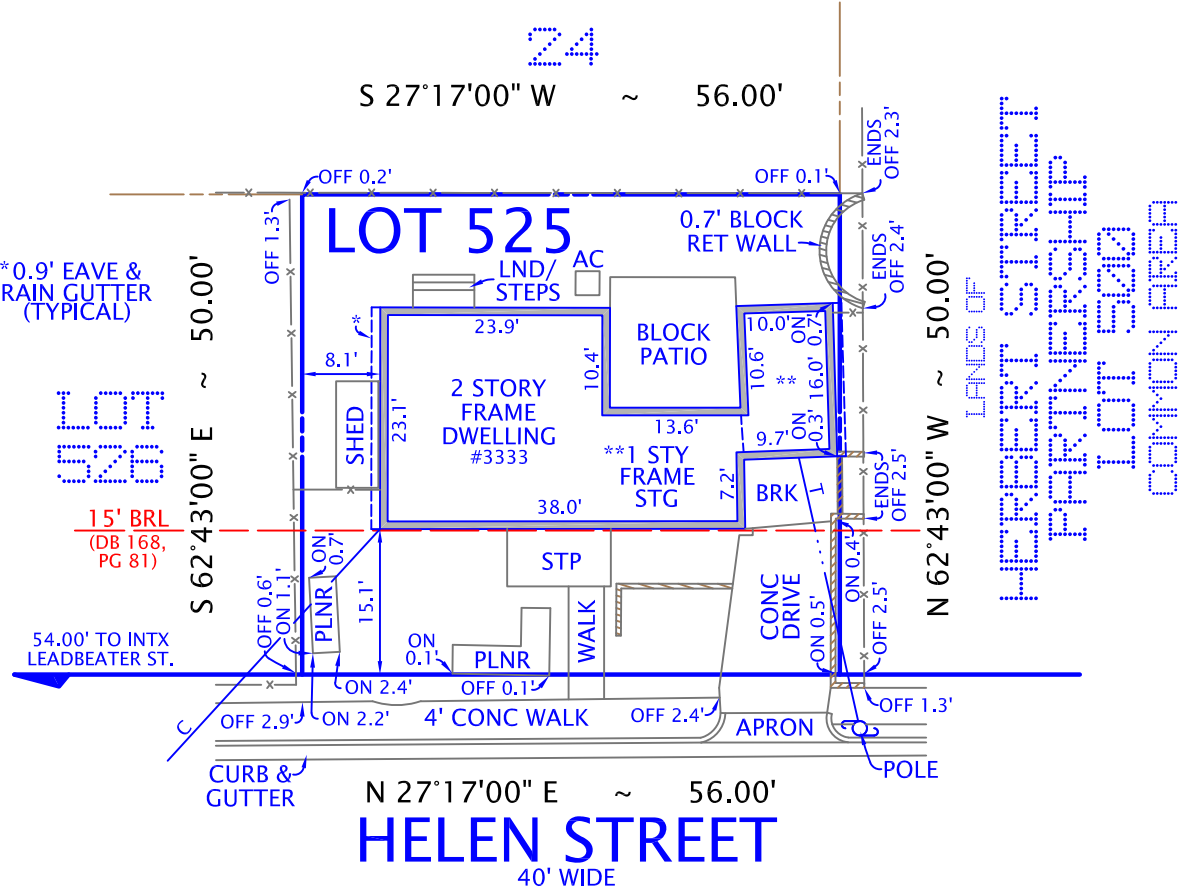 24
S 27°17'00" W ~ 56.00'
ENDS
OFF 2.3'
OFF 0.2'
OFF 0.1'
LOT 525
0.7' BLOCK
RET WALL
ENDS
OFF 2.4'
OFF 1.3'
*0.9' EAVE &
RAIN GUTTER
(TYPICAL)
S 62°43'00" E ~ 50.00'
N 62°43'00" W ~ 50.00'
LANDS OF
HERBERT STREET
PARTNERSHIP
LOT 500
COMMON AREA
LND/
STEPS
AC
*
23.9'
BLOCK
PATIO
10.0'
ON
0.7'
8.1'
10.4'
10.6'
**
16.0'
LOT
526
SHED
23.1'
2 STORY
FRAME
DWELLING
#3333
13.6'
9.7'
ON
0.3'
**1 STY
FRAME
STG
7.2'
BRK
T
ENDS
OFF 2.5'
38.0'
15' BRL
(DB 168,
PG 81)
ON
0.7'
STP
ON 0.4'
OFF 0.6'
ON 1.1'
PLNR
15.1'
WALK
CONC
DRIVE
ON 0.5'
OFF 2.5'
54.00' TO INTX
LEADBEATER ST.
ON
0.1'
PLNR
ON 2.4'
OFF 0.1'
C
OFF 2.9'
ON 2.2'
4' CONC WALK
OFF 2.4'
APRON
OFF 1.3'
CURB &
GUTTER
POLE
N 27°17'00" E ~ 56.00'
HELEN STREET
40' WIDE